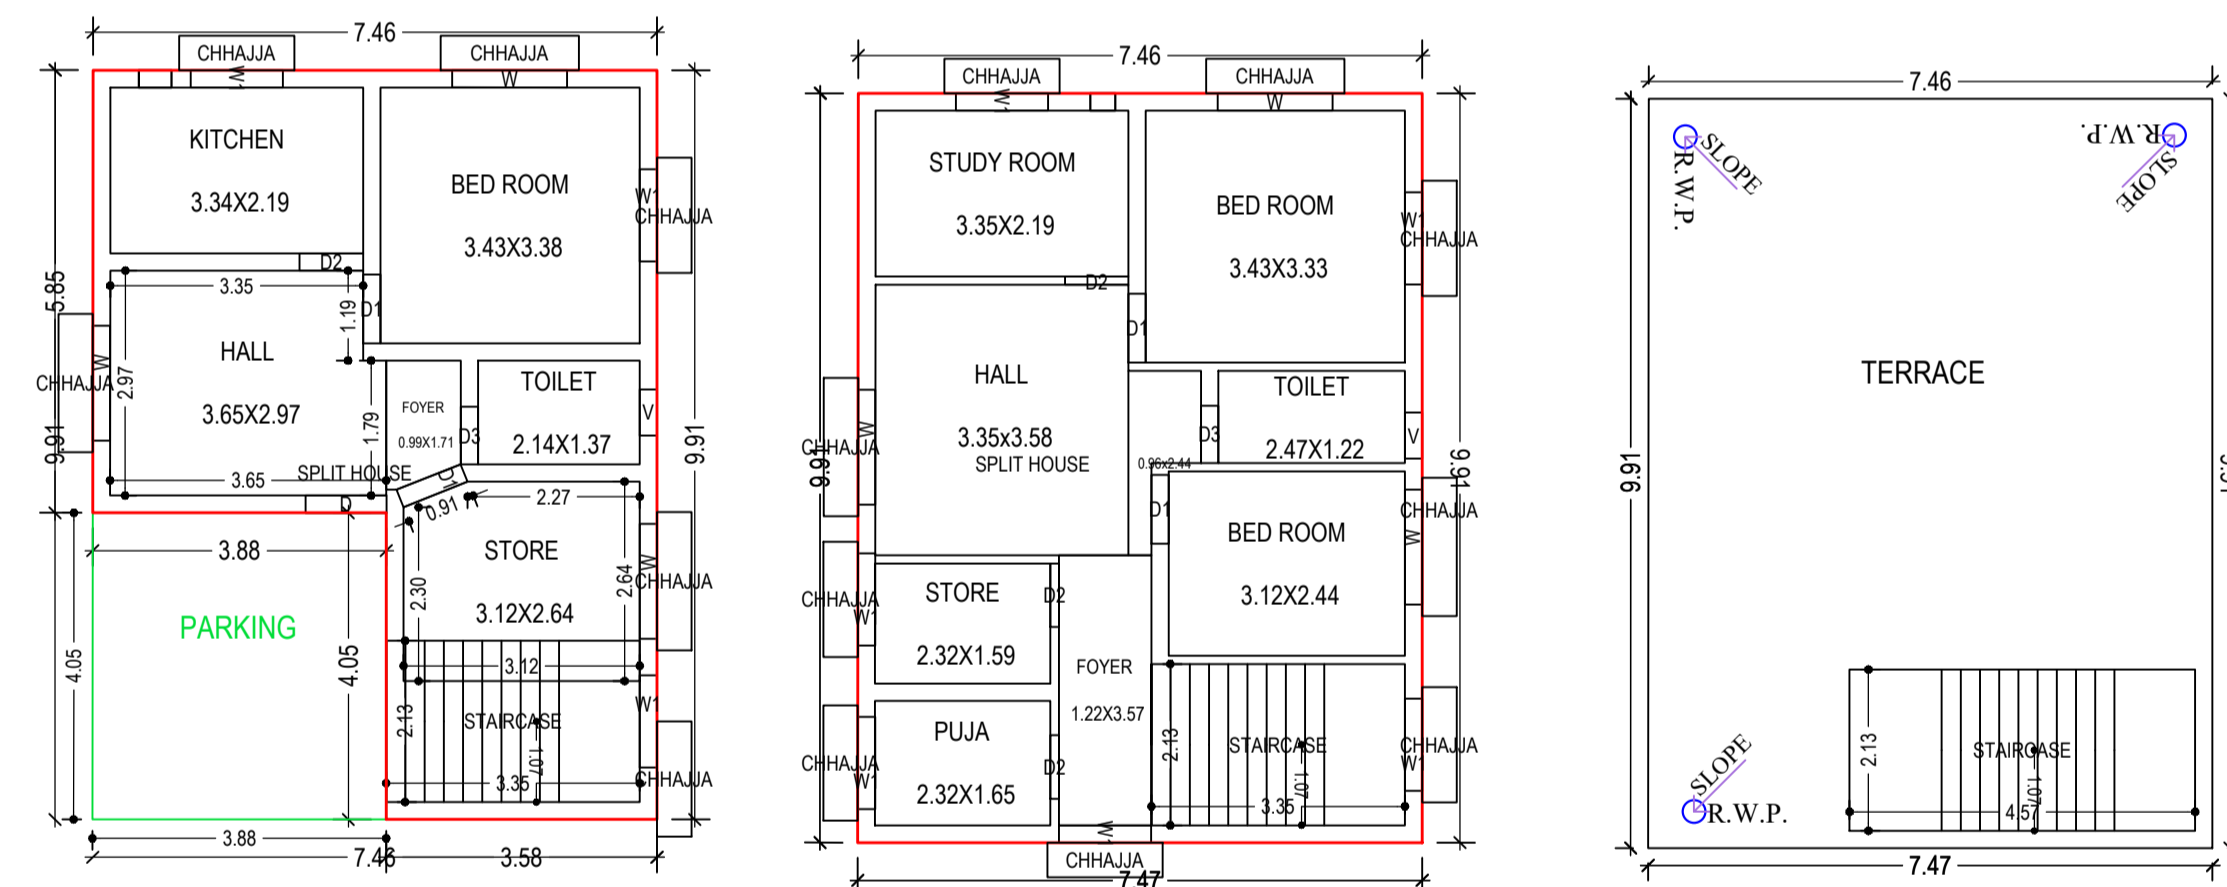 7.46
CHHAJJA
CHHAJJA
W
KITCHEN
3.34X2.19
BED ROOM
3.43X3.38
W1
CHHAJJA
D2
5.85
3.35
1.19
D1
HALL
3.65X2.97
W
CHHAJJA
2.97
9.91
1.79
FOYER
0.99X1.71
D3
TOILET
2.14X1.37
V
9.91
3.65
SPLIT HOUSE
D
D1
0.91
2.27
3.88
STORE
3.12X2.64
2.30
2.64
W
CHHAJJA
PARKING
4.05
4.05
3.12
2.13
STAIRCASE
1.07
3.35
W1
CHHAJJA
3.88
7.46
3.58
7.46
CHHAJJA
CHHAJJA
W1
W
STUDY ROOM
3.35X2.19
BED ROOM
3.43X3.33
W1
CHHAJJA
D2
D1
HALL
3.35x3.58
SPLIT HOUSE
W
CHHAJJA
9.91
TOILET
2.47X1.22
D3
V
0.96x2.44
9.91
D1
BED ROOM
3.12X2.44
CHHAJJA
W
STORE
2.32X1.59
D2
CHHAJJA
W1
FOYER
1.22X3.57
PUJA
2.32X1.65
D2
CHHAJJA
W1
2.13
STAIRCASE
1.07
3.35
CHHAJJA
W1
CHHAJJA
7.47
7.46
SLOPE
R.W.P.
R.W.P.
SLOPE
TERRACE
9.91
2.13
STAIRCASE
1.07
4.57
SLOPE
R.W.P.
7.47